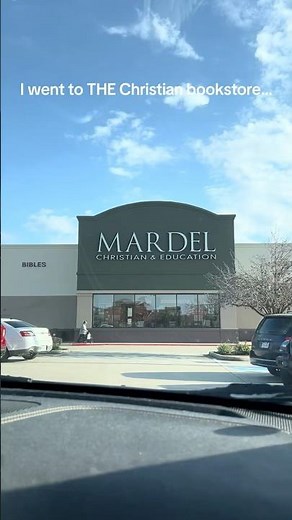 I went to THE Christian bookstore...
MARDEL
CHRISTIAN & EDUCATION
BIBLES